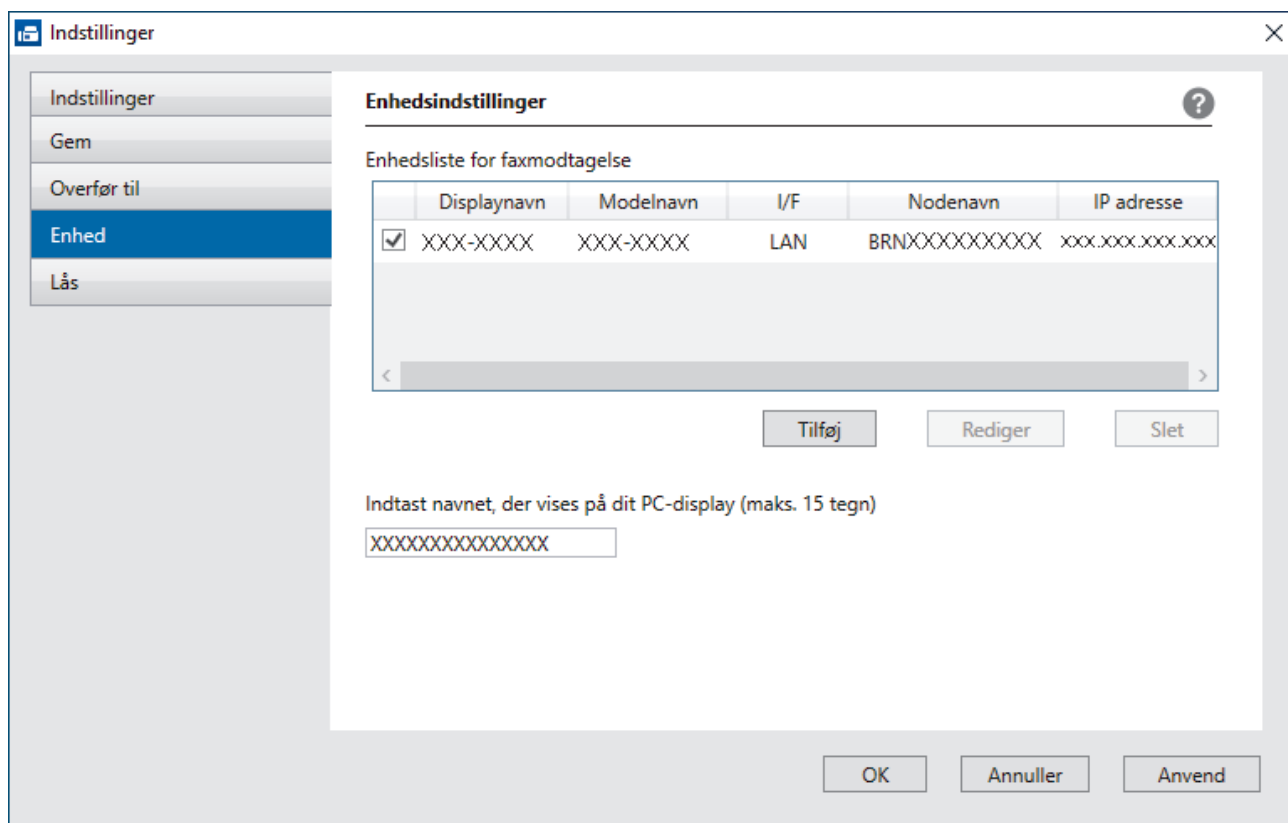 Indstillinger
Indstillinger
Gem
Overfør til
Enhed
Lås
Enhedsindstillinger
?
Enhedsliste for faxmodtagelse
Displaynavn Modelnavn I/F Nodenavn IP adresse
XXX-XXXX XXX-XXXX LAN BRNXXXXXXXXX XXX.XXX.XXX.XXX
Tilføj Rediger Slet
Indtast navnet, der vises på dit PC-display (maks. 15 tegn)
XXXXXXXXXXXXXXX
OK Annuller Anvend